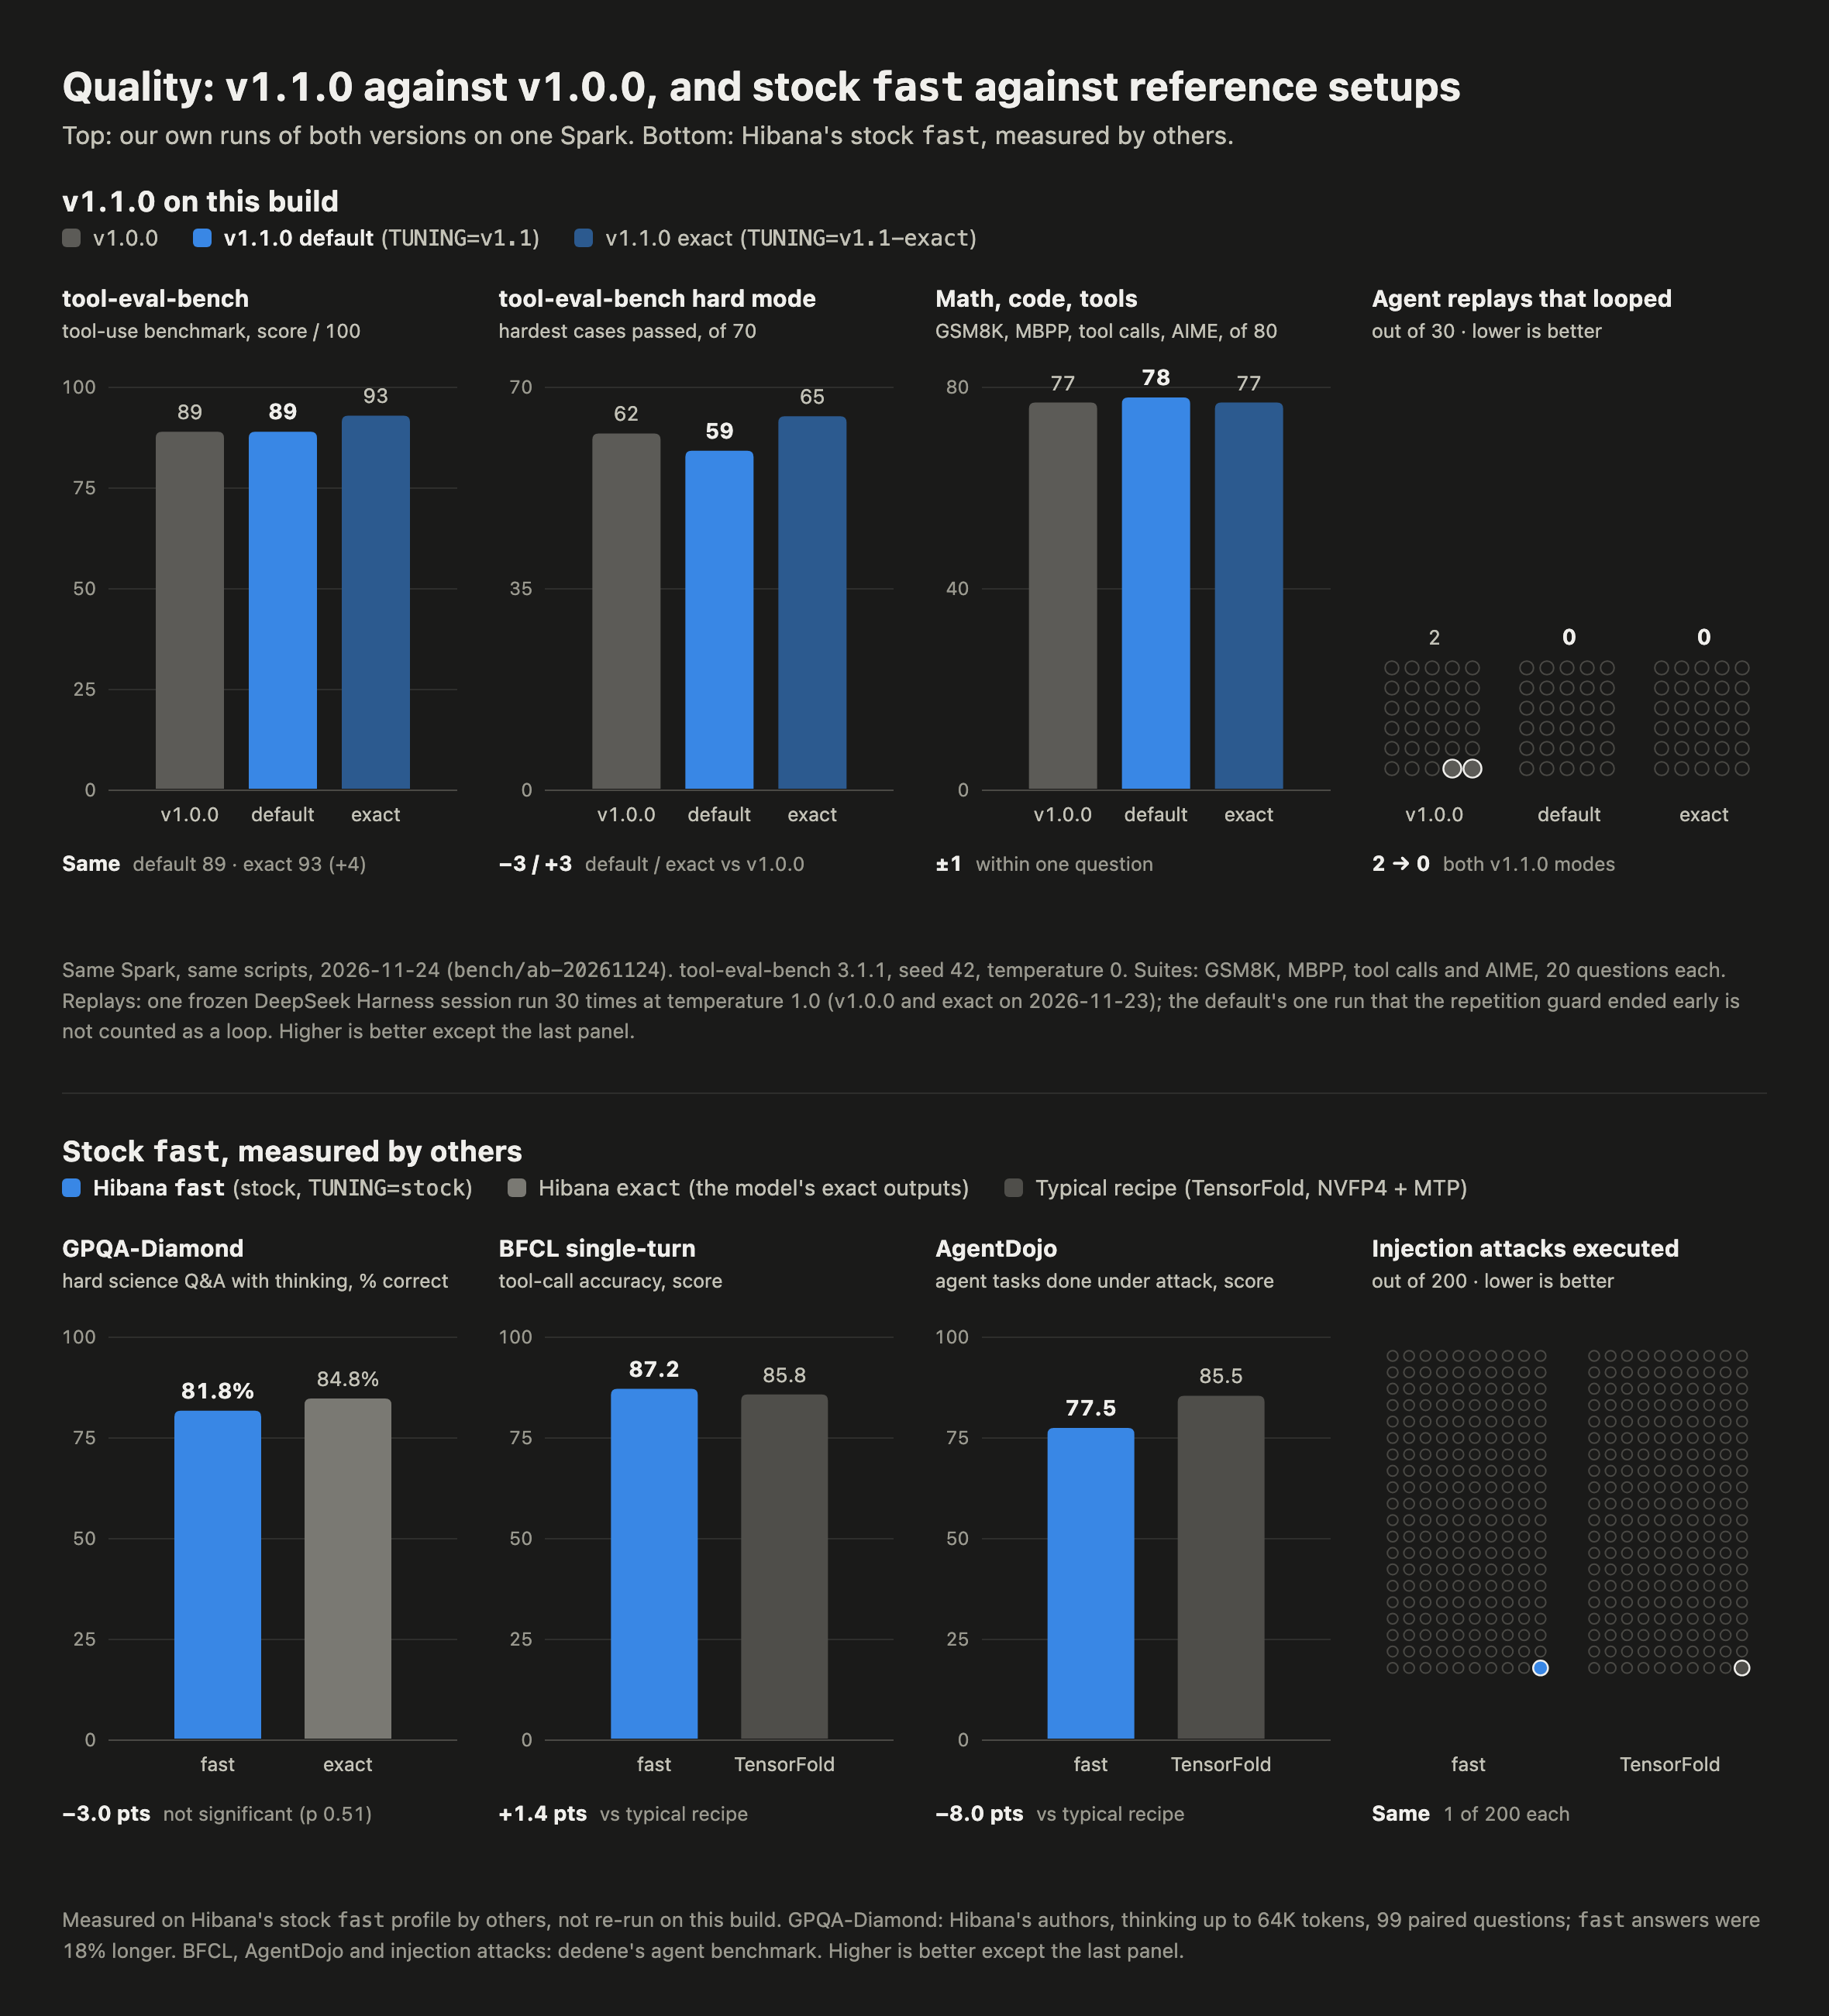 Quality: v1.1.0 against v1.0.0, and stock fast against reference setups
Top: our own runs of both versions on one Spark. Bottom: Hibana's stock fast, measured by others.
v1.1.0 on this build
v1.0.0 v1.1.0 default (TUNING=v1.1) v1.1.0 exact (TUNING=v1.1-exact)
tool-eval-bench
tool-use benchmark, score / 100
100
75
50
25
0
89
89
93
v1.0.0 default exact
Same default 89 · exact 93 (+4)
tool-eval-bench hard mode
hardest cases passed, of 70
70
35
0
62
59
65
v1.0.0 default exact
−3 / +3 default / exact vs v1.0.0
Math, code, tools
GSM8K, MBPP, tool calls, AIME, of 80
80
40
0
77
78
77
v1.0.0 default exact
±1 within one question
Agent replays that looped
out of 30 · lower is better
2
0
0
v1.0.0 default exact
2 → 0 both v1.1.0 modes
Same Spark, same scripts, 2026-11-24 (bench/ab-20261124). tool-eval-bench 3.1.1, seed 42, temperature 0. Suites: GSM8K, MBPP, tool calls and AIME, 20 questions each.
Replays: one frozen DeepSeek Harness session run 30 times at temperature 1.0 (v1.0.0 and exact on 2026-11-23); the default's one run that the repetition guard ended early is
not counted as a loop. Higher is better except the last panel.
Stock fast, measured by others
Hibana fast (stock, TUNING=stock) Hibana exact (the model's exact outputs) Typical recipe (TensorFold, NVFP4 + MTP)
GPQA-Diamond
hard science Q&A with thinking, % correct
100
75
50
25
0
81.8%
84.8%
fast exact
−3.0 pts not significant (p 0.51)
BFCL single-turn
tool-call accuracy, score
100
75
50
25
0
87.2
85.8
fast TensorFold
+1.4 pts vs typical recipe
AgentDojo
agent tasks done under attack, score
100
75
50
25
0
77.5
85.5
fast TensorFold
−8.0 pts vs typical recipe
Injection attacks executed
out of 200 · lower is better
fast TensorFold
Same 1 of 200 each
Measured on Hibana's stock fast profile by others, not re-run on this build. GPQA-Diamond: Hibana's authors, thinking up to 64K tokens, 99 paired questions; fast answers were
18% longer. BFCL, AgentDojo and injection attacks: dedene's agent benchmark. Higher is better except the last panel.